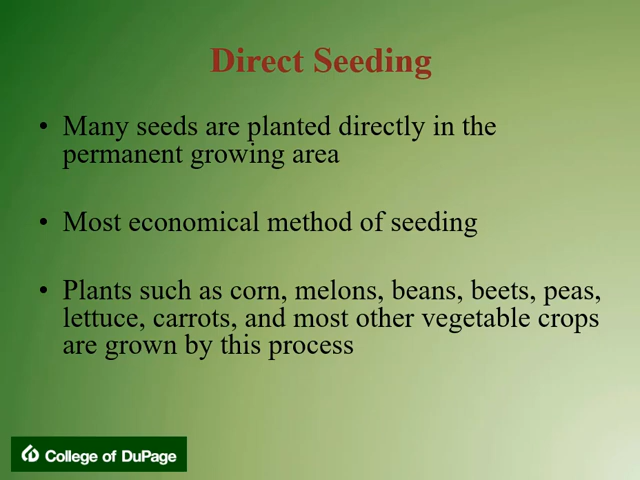 Direct Seeding
• Many seeds are planted directly in the
permanent growing area
• Most economical method of seeding
• Plants such as corn, melons, beans, beets, peas,
lettuce, carrots, and most other vegetable crops
are grown by this process
College of DuPage